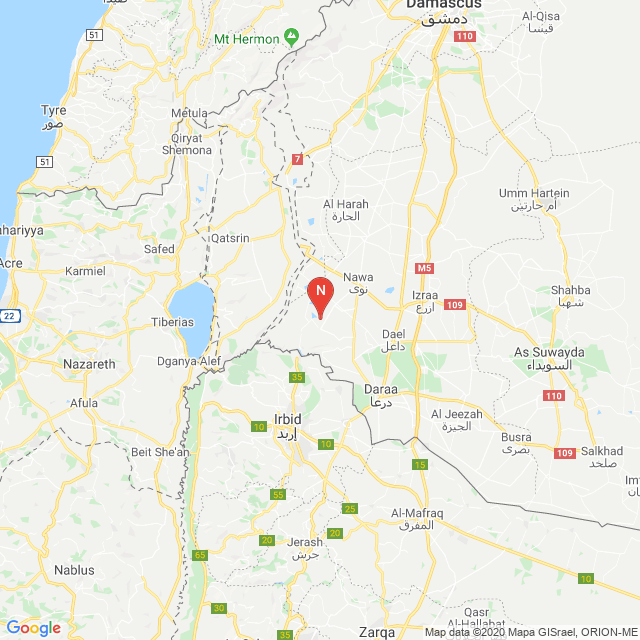 Damascus
دمشق
110
Al-Qisa
قيسا
صيدا
51
Mt Hermon
Tyre
صور
Metula
Qiryat
Shemona
51
7
Umm Hartein
أم حارتين
Al Harah
الحارة
hariyya
Acre
Safed
Qatsrin
Karmiel
M5
Nawa
نوى
Izraa
ازرع
109
Shahba
شهبا
N
22
Tiberias
Dael
داعل
As Suwayda
السويداء
Nazareth
Dganya Alef
35
Daraa
درعا
110
Afula
Irbid
إربد
10
Al Jeezah
الجيزة
10
Busra
بصرى
109
Salkhad
صلخد
Beit She'an
15
Im
55
25
Al-Mafraq
المفرق
20
20
Jerash
جرش
65
10
Nablus
30
Qasr
Al-Hallabat
Zarqa
Google
Map data ©2020 Mapa GISrael, ORION-ME